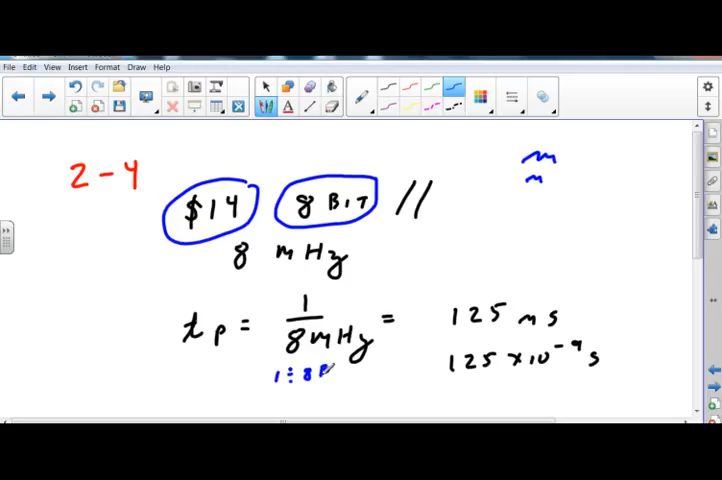 File Edit View Insert Format Draw Help
2-4
$14 8 BIT //
8 mHz
tp = 1/8mHz = 125 ns
125 x10^-9 s
1 ÷ 8
m
n